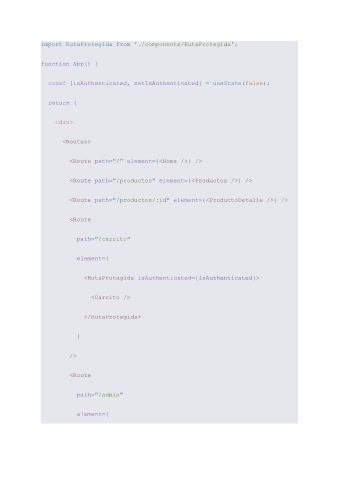 import RutaProtegida from './components/RutaProtegida';
function App() {
const [isAuthenticated, setIsAuthenticated] = useState(false);
return (
<div>
<Routes>
<Route path="/" element={<Home />} />
<Route path="/productos" element={<Productos />} />
<Route path="/productos/:id" element={<ProductoDetalle />} />
<Route
path="/carrito"
element={
<RutaProtegida isAuthenticated={isAuthenticated}>
<Carrito />
</RutaProtegida>
}
/>
<Route
path="/admin"
element={